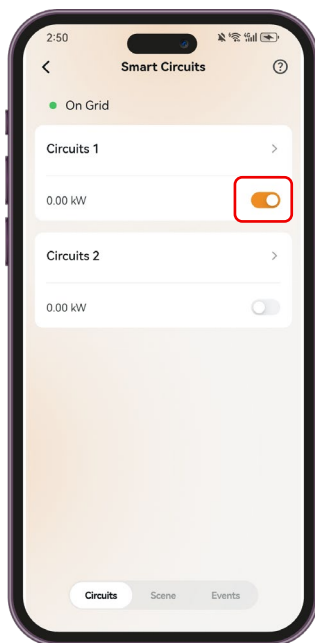 2:50
Smart Circuits
On Grid
Circuits 1
0.00 kW
Circuits 2
0.00 kW
Circuits Scene Events